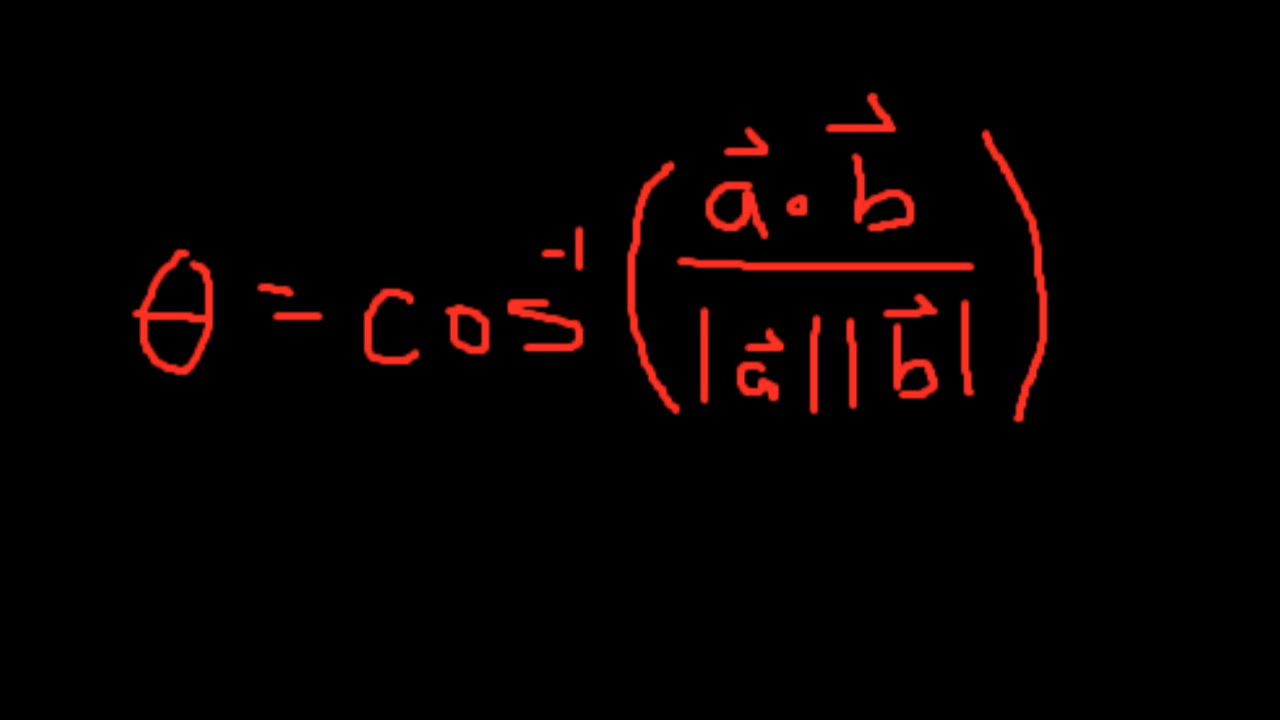 θ = cos⁻¹ ( (a⃗ · b⃗) / (|a⃗| |b⃗|) )